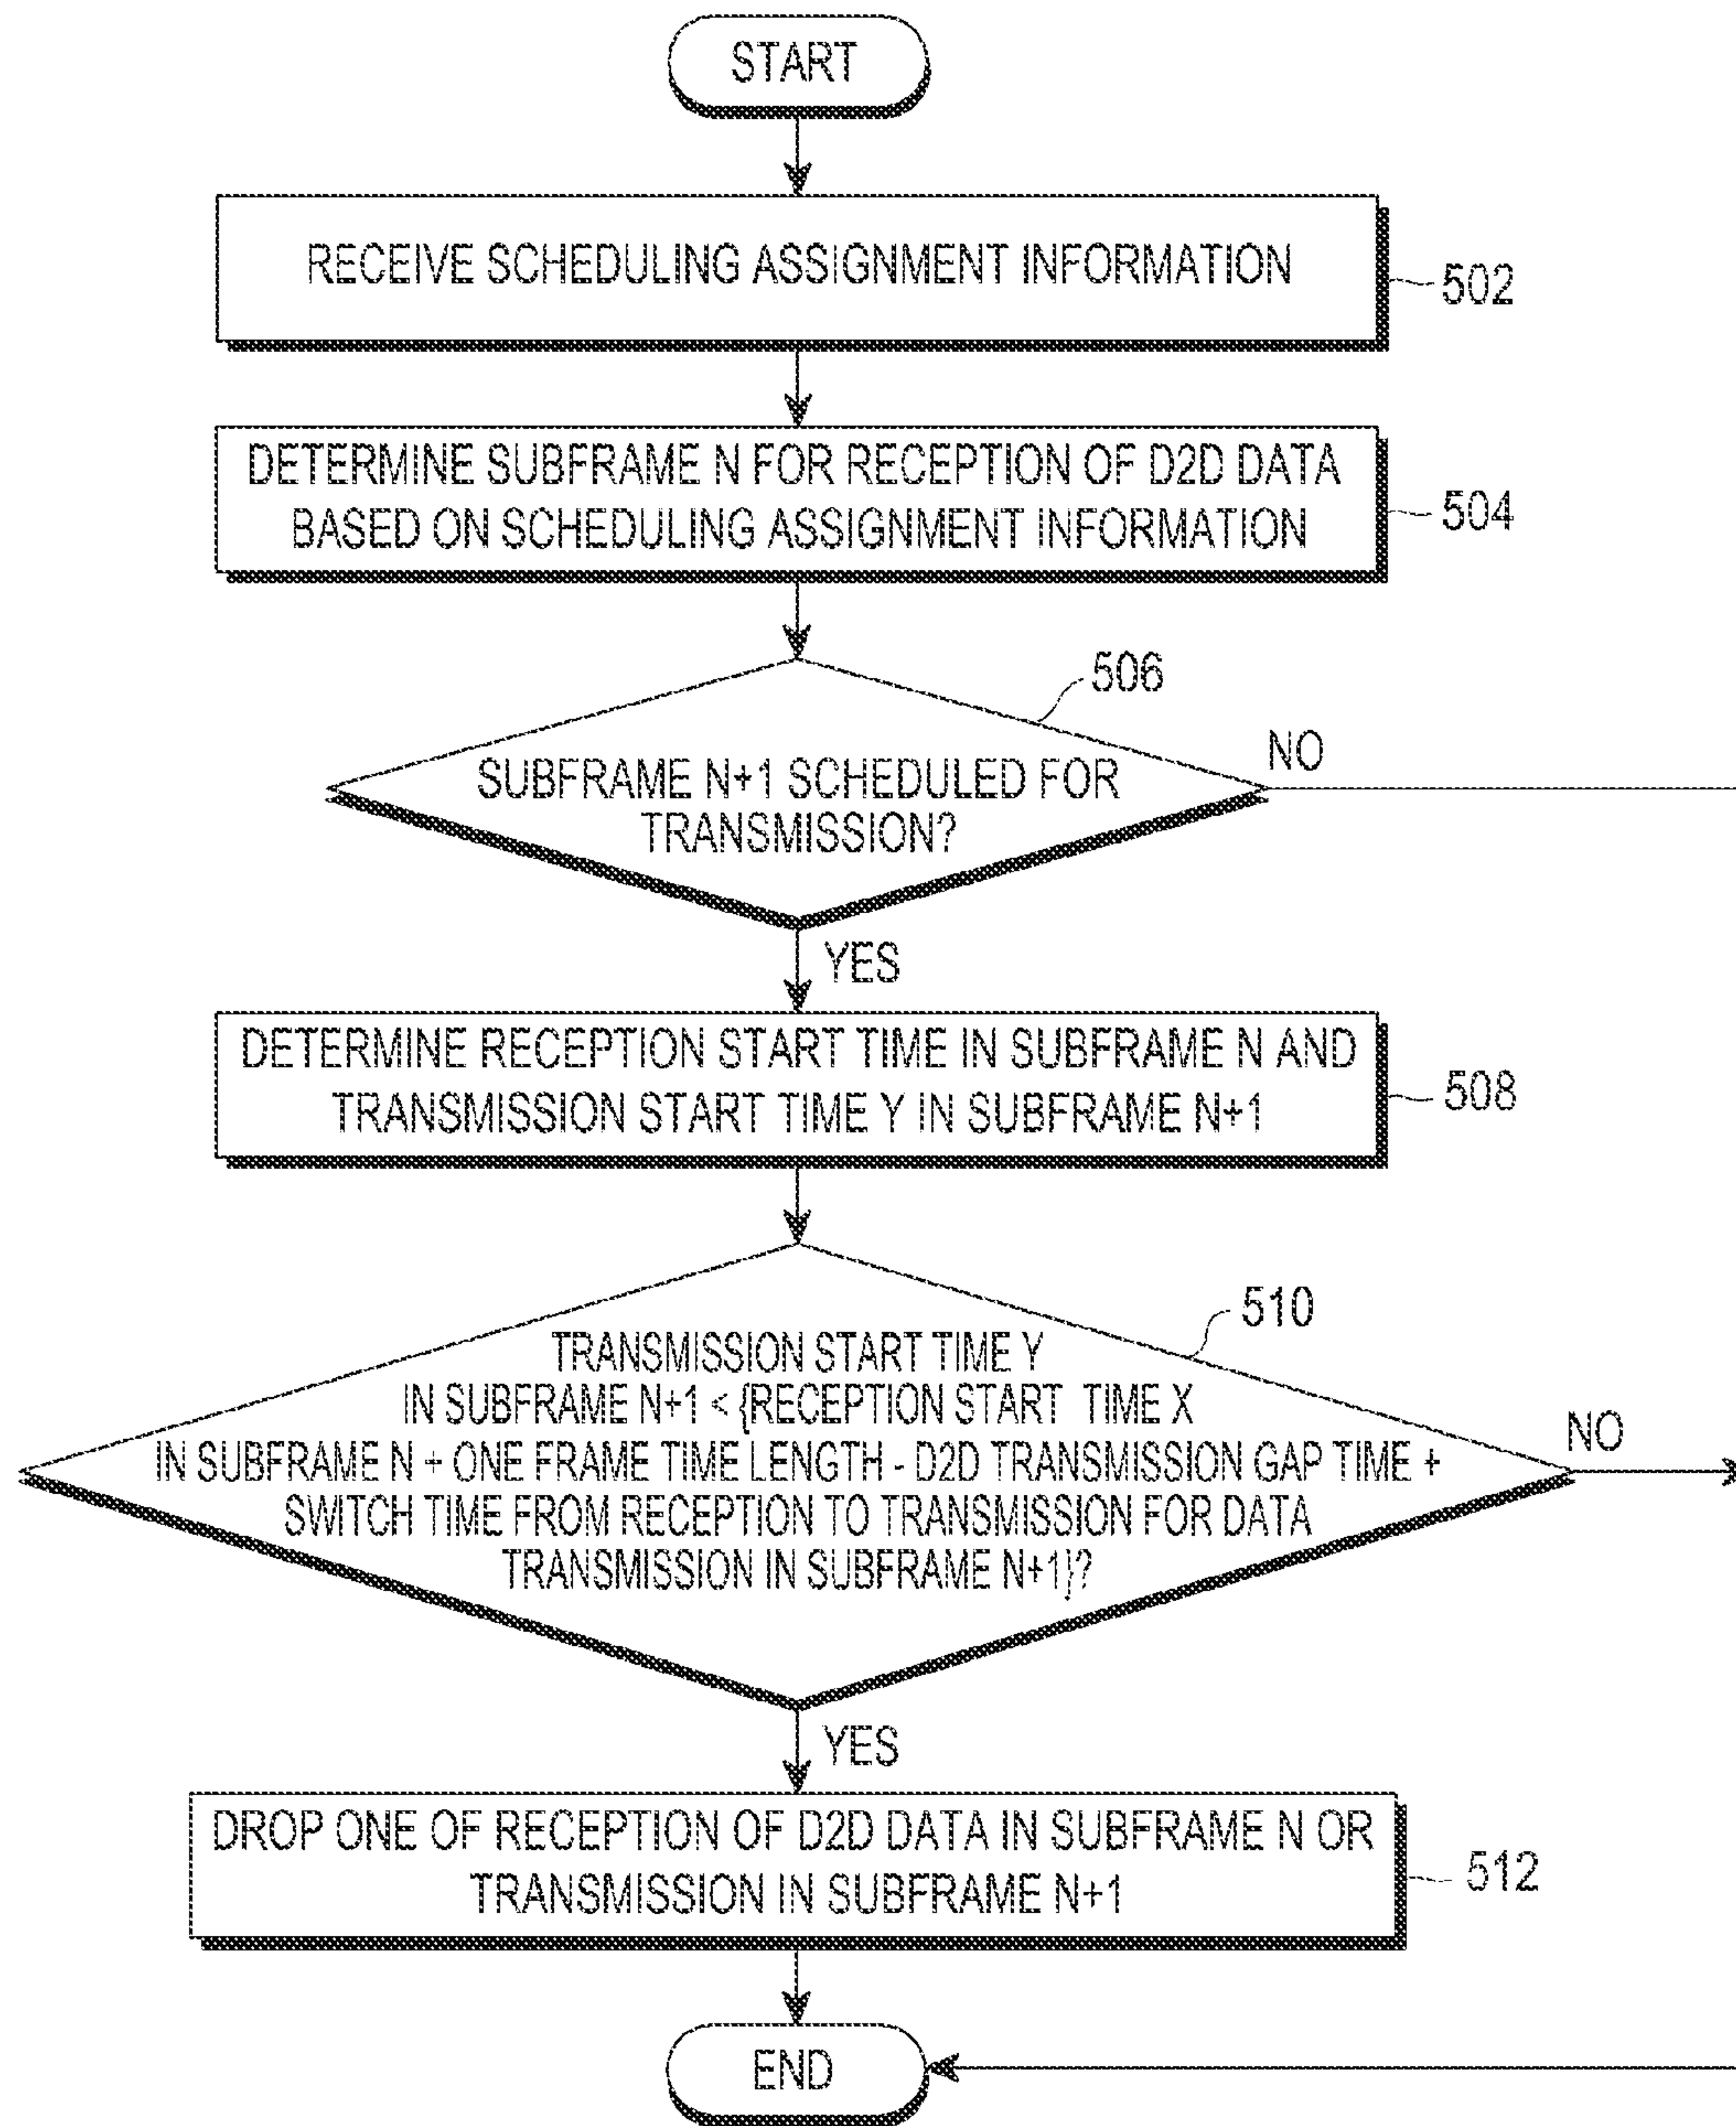 START
RECEIVE SCHEDULING ASSIGNMENT INFORMATION
502
DETERMINE SUBFRAME N FOR RECEPTION OF D2D DATA
BASED ON SCHEDULING ASSIGNMENT INFORMATION
504
506
SUBFRAME N+1 SCHEDULED FOR
TRANSMISSION?
NO
YES
DETERMINE RECEPTION START TIME IN SUBFRAME N AND
TRANSMISSION START TIME Y IN SUBFRAME N+1
508
510
TRANSMISSION START TIME Y
IN SUBFRAME N+1 < {RECEPTION START TIME X
IN SUBFRAME N + ONE FRAME TIME LENGTH - D2D TRANSMISSION GAP TIME +
SWITCH TIME FROM RECEPTION TO TRANSMISSION FOR DATA
TRANSMISSION IN SUBFRAME N+1}?
NO
YES
DROP ONE OF RECEPTION OF D2D DATA IN SUBFRAME N OR
TRANSMISSION IN SUBFRAME N+1
512
END